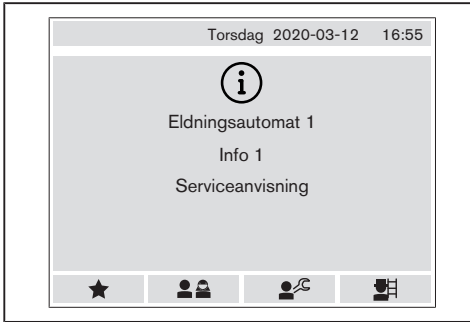 Torsdag 2020-03-12 16:55
Eldningsautomat 1
Info 1
Serviceanvisning